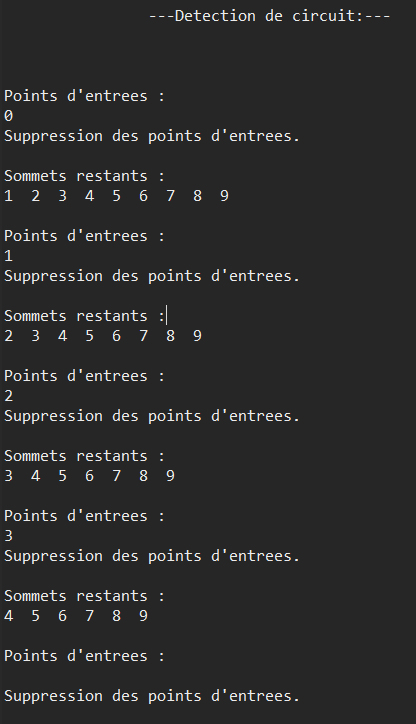 ---Detection de circuit:---
Points d'entrees :
0
Suppression des points d'entrees.
Sommets restants :
1 2 3 4 5 6 7 8 9
Points d'entrees :
1
Suppression des points d'entrees.
Sommets restants :
2 3 4 5 6 7 8 9
Points d'entrees :
2
Suppression des points d'entrees.
Sommets restants :
3 4 5 6 7 8 9
Points d'entrees :
3
Suppression des points d'entrees.
Sommets restants :
4 5 6 7 8 9
Points d'entrees :
Suppression des points d'entrees.